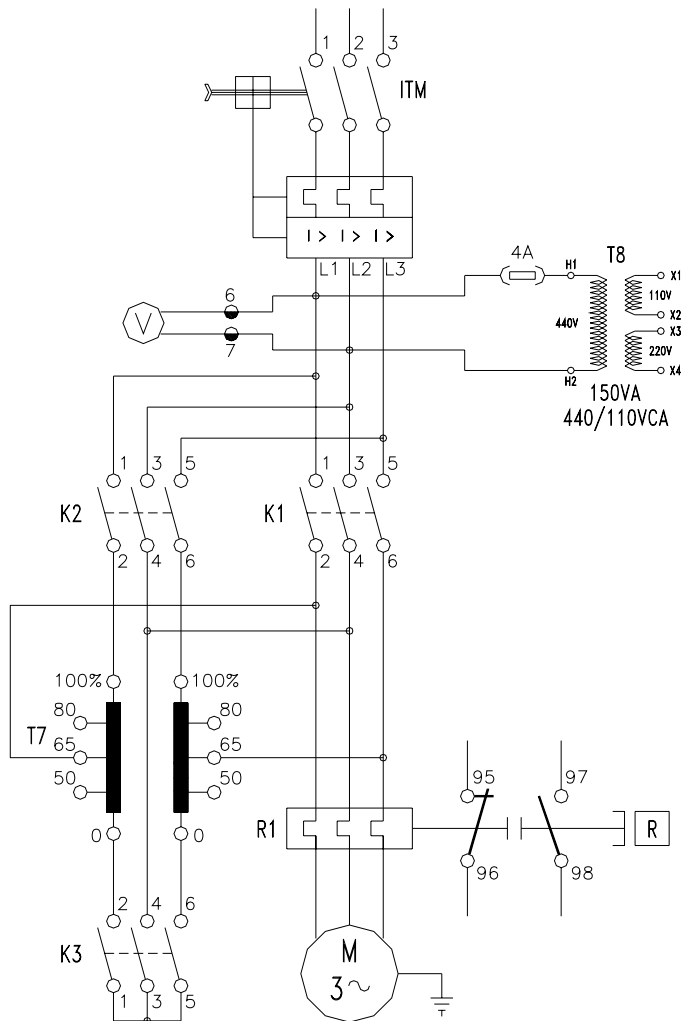 1 2 3
ITM
I> I> I>
L1 L2 L3
4A
H1
T8
X1
110V
X2
440V
X3
220V
H2
X4
150VA
440/110VCA
6
V
7
1 3 5
1 3 5
K2
K1
2 4 6
2 4 6
100% 100%
80 80
T7
65 65
50 50
0 0
95 97
R1
R
96 98
2 4 6
K3
M
3~
1 3 5